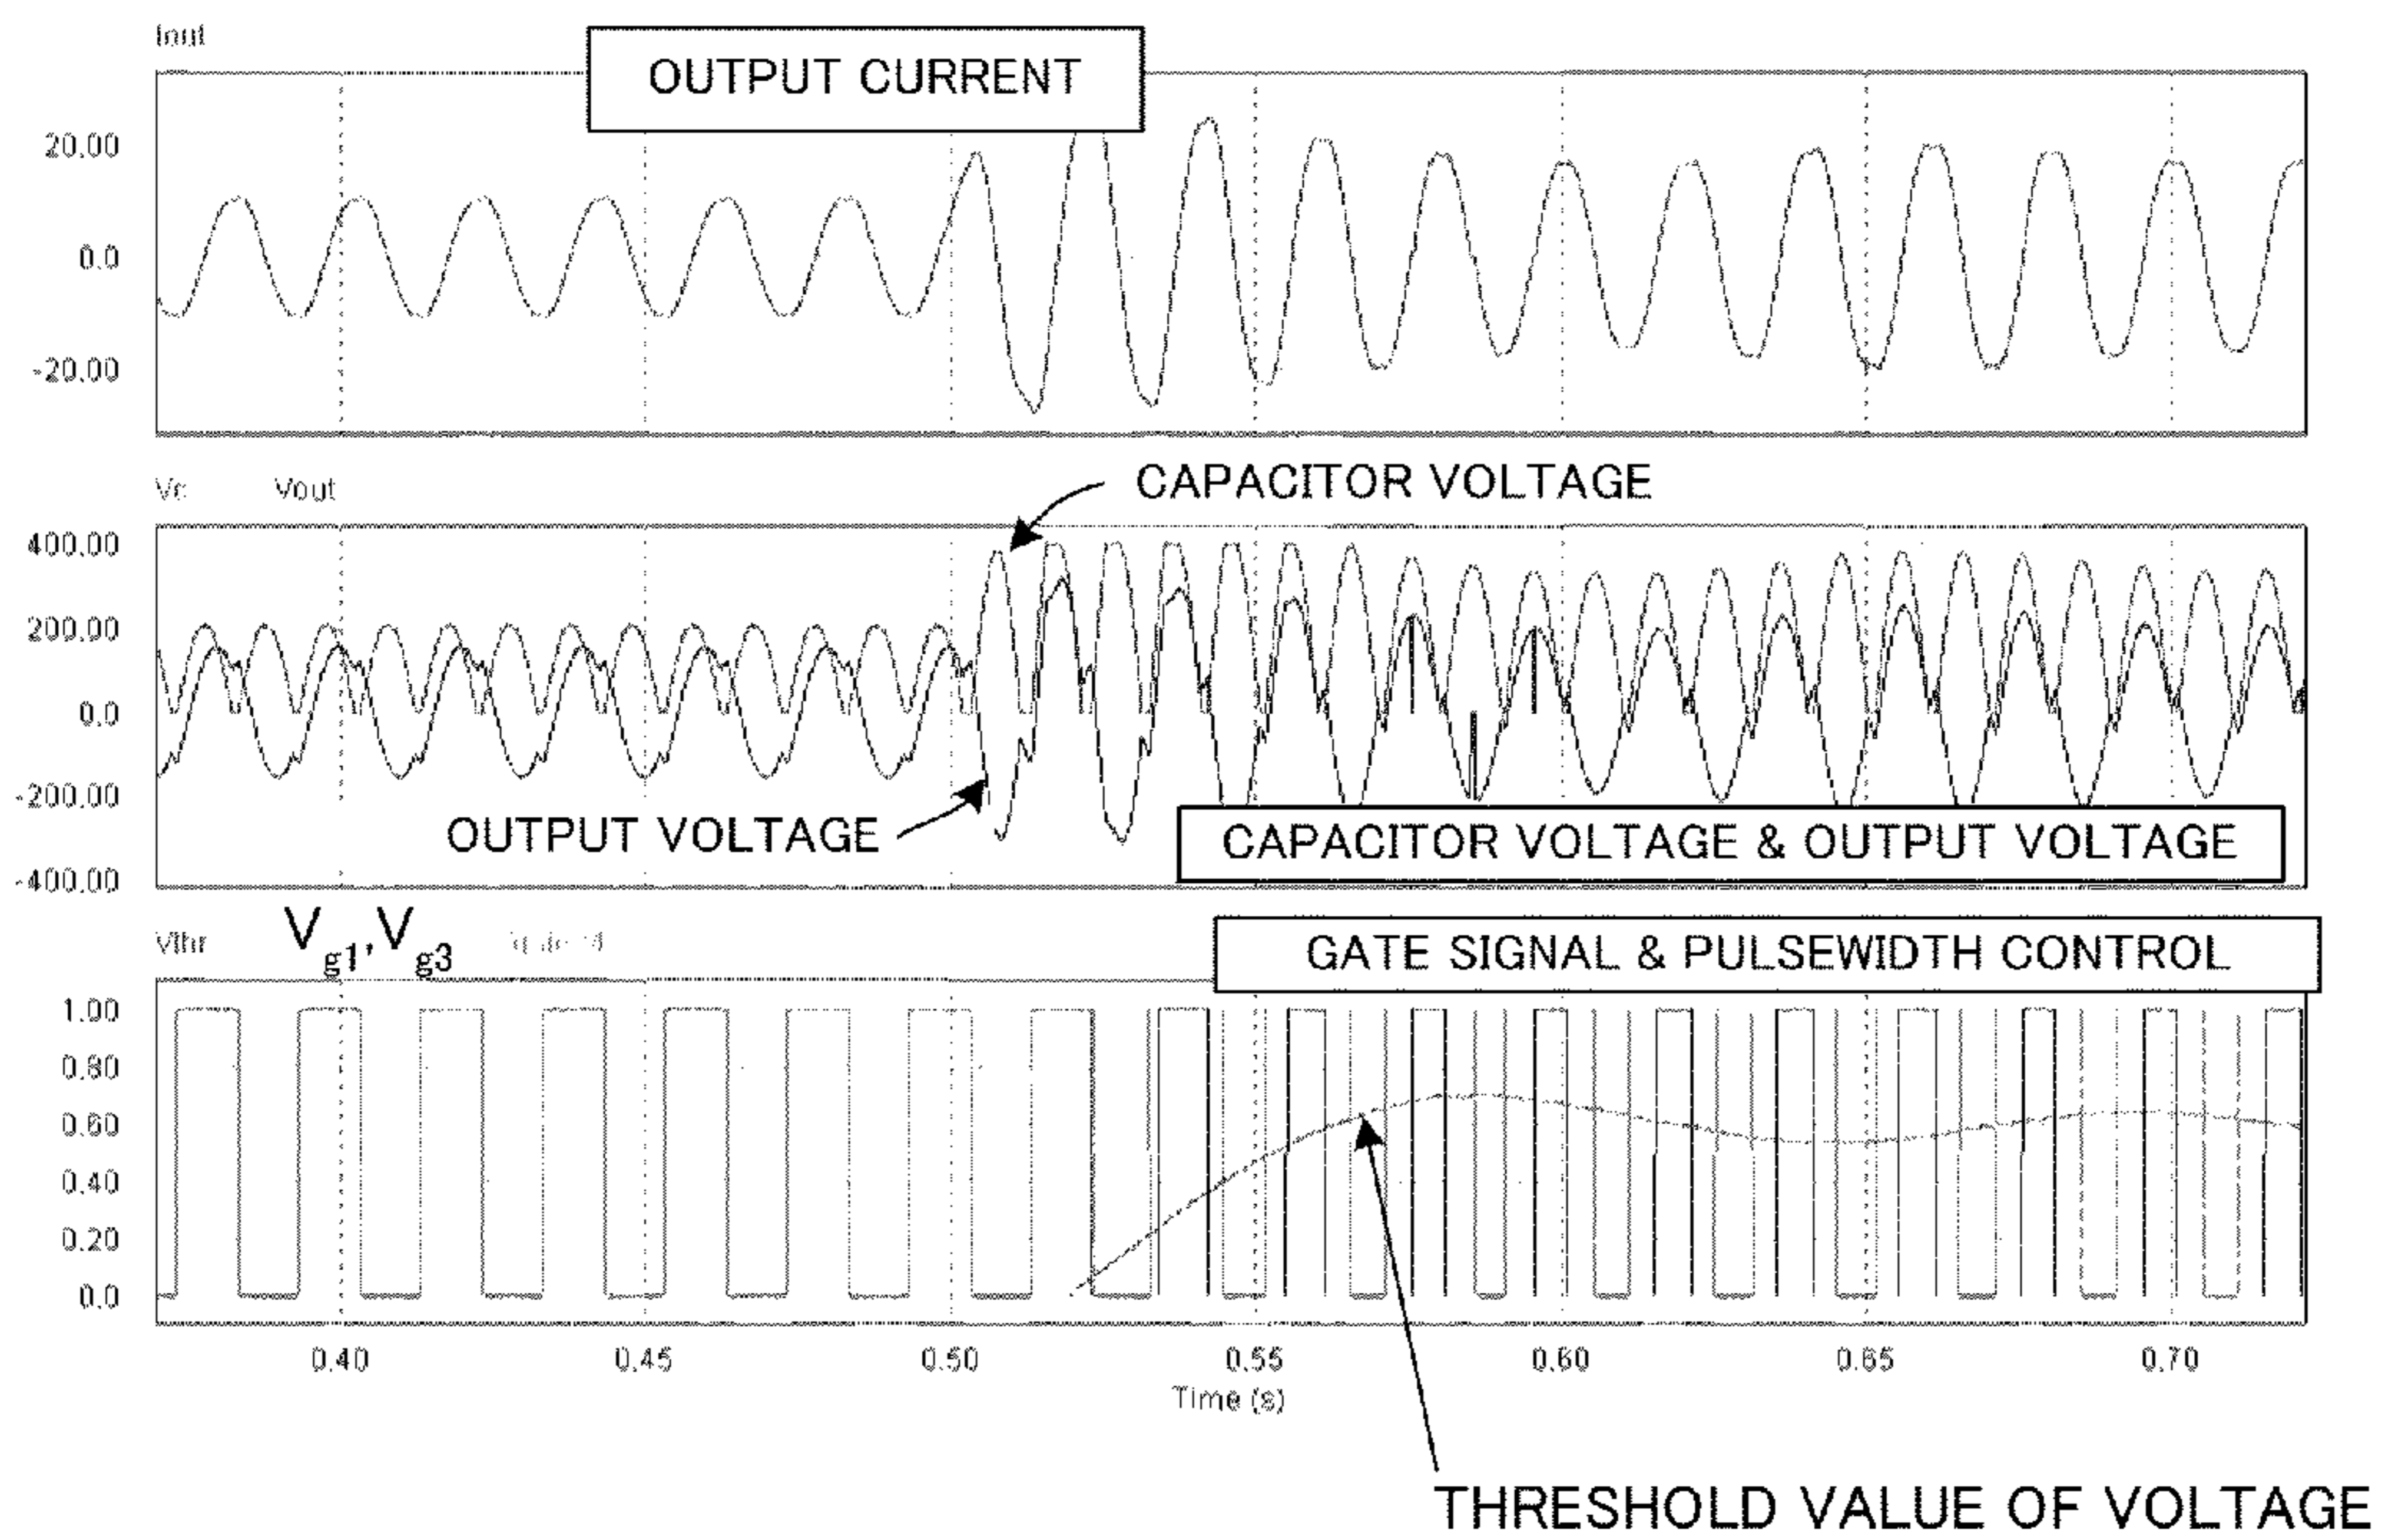 Iout
OUTPUT CURRENT
20.00
0.0
-20.00
CAPACITOR VOLTAGE
Vc Vout
400.00
200.00
0.0
-200.00
-400.00
OUTPUT VOLTAGE
CAPACITOR VOLTAGE & OUTPUT VOLTAGE
Vthr Vg1, Vg3
GATE SIGNAL & PULSEWIDTH CONTROL
1.00
0.80
0.60
0.40
0.20
0.0
0.40 0.45 0.50 0.55 0.60 0.65 0.70
Time (s)
THRESHOLD VALUE OF VOLTAGE